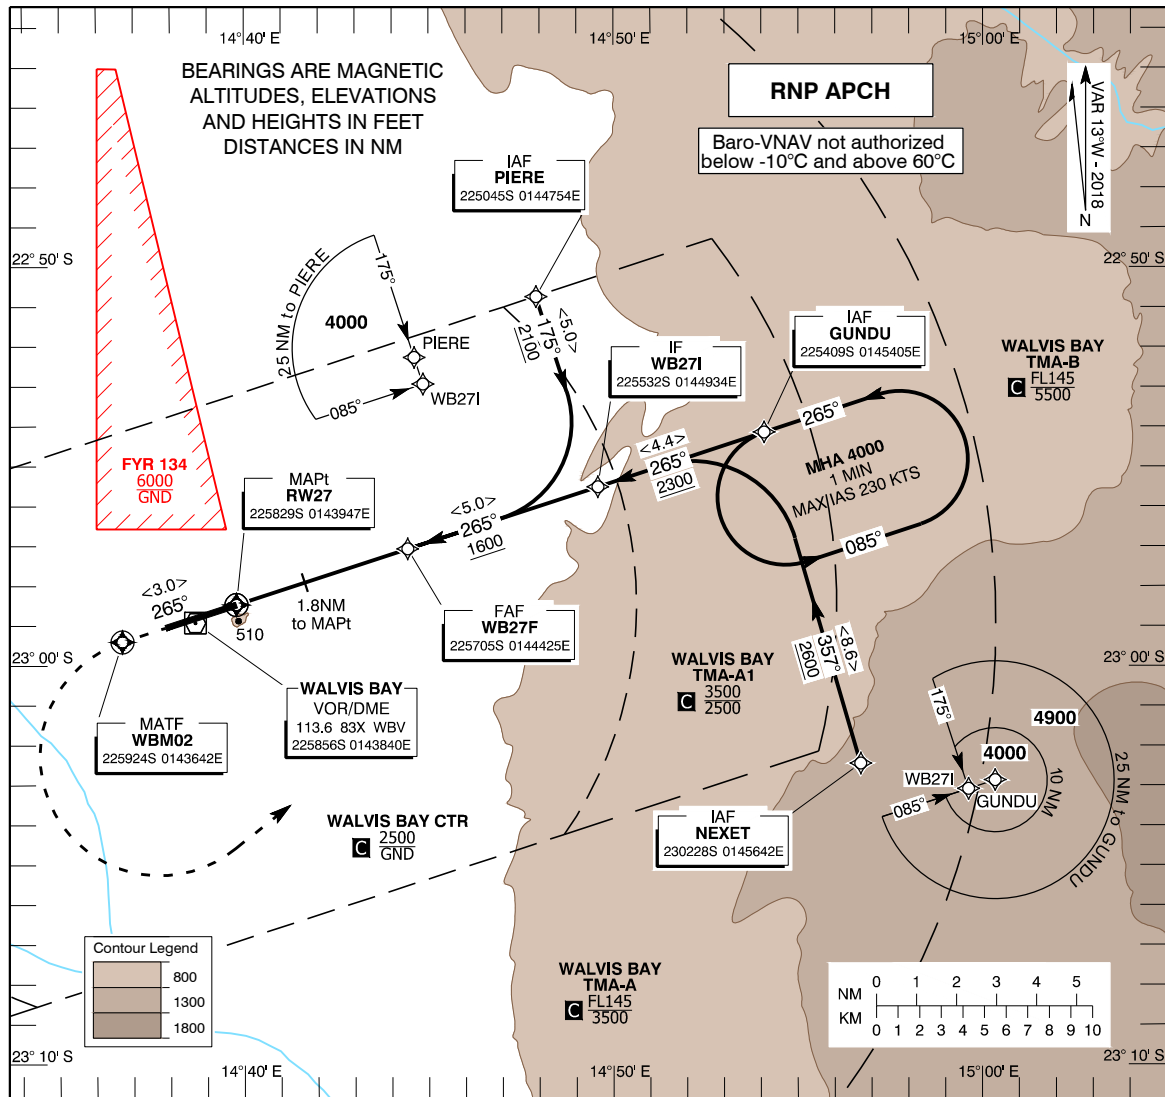 14°40' E
14°50' E
15°00' E
BEARINGS ARE MAGNETIC
ALTITUDES, ELEVATIONS
AND HEIGHTS IN FEET
DISTANCES IN NM
RNP APCH
Baro-VNAV not authorized
below -10°C and above 60°C
VAR 13°W - 2018
N
IAF
PIERE
225045S 0144754E
22° 50' S
22° 50' S
25 NM to PIERE
175°
4000
PIERE
WB27I
085°
<5.0>
175°
2100
IF
WB27I
225532S 0144934E
IAF
GUNDU
225409S 0145405E
WALVIS BAY
TMA-B
C FL145
5500
FYR 134
6000
GND
MAPt
RW27
225829S 0143947E
<4.4>
265°
2300
265°
MHA 4000
1 MIN
MAX IAS 230 KTS
085°
<5.0>
265°
1600
<3.0>
265°
1.8NM
to MAPt
510
FAF
WB27F
225705S 0144425E
<8.6>
357°
2600
23° 00' S
23° 00' S
WALVIS BAY
TMA-A1
C 3500
2500
WALVIS BAY
VOR/DME
113.6 83X WBV
225856S 0143840E
MATF
WBM02
225924S 0143642E
175°
4900
4000
WB27I
GUNDU
085°
10 NM
25 NM to GUNDU
IAF
NEXET
230228S 0145642E
WALVIS BAY CTR
C 2500
GND
Contour Legend
800
1300
1800
WALVIS BAY
TMA-A
C FL145
3500
NM 0 1 2 3 4 5
KM 0 1 2 3 4 5 6 7 8 9 10
23° 10' S
23° 10' S
14°40' E
14°50' E
15°00' E